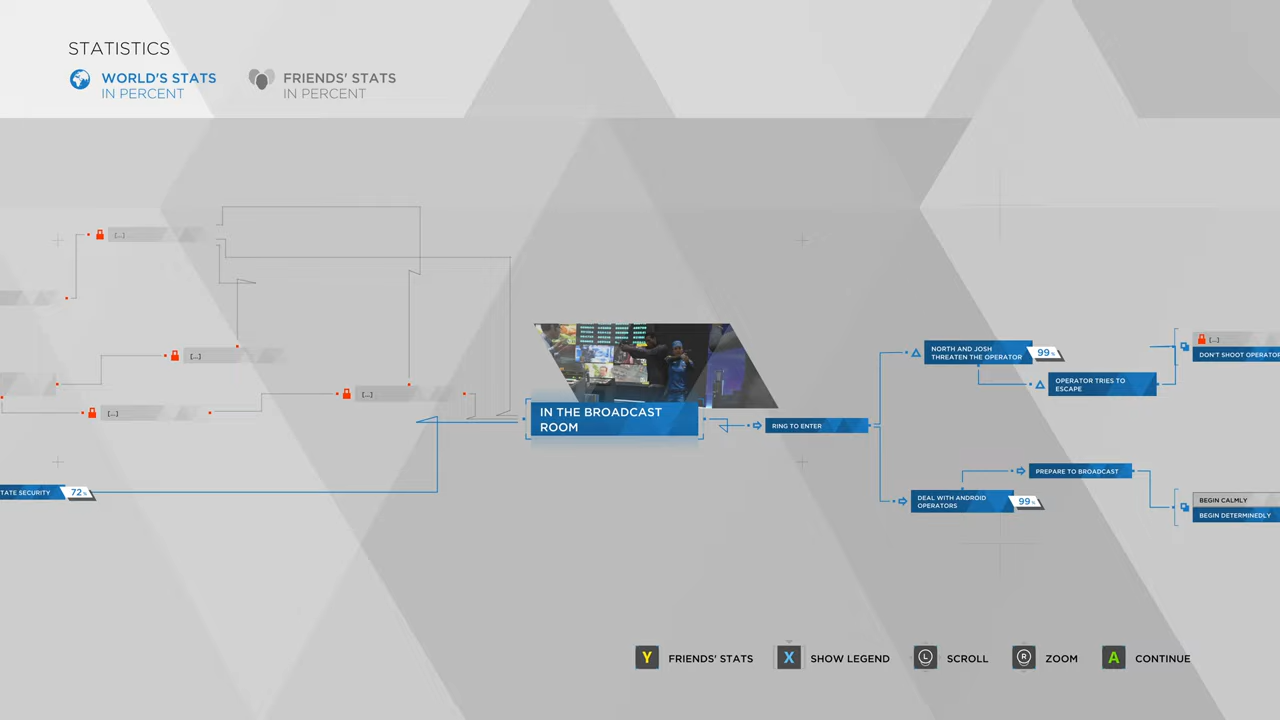 STATISTICS
WORLD'S STATS
IN PERCENT
FRIENDS' STATS
IN PERCENT
[...]
[...]
[...]
[...]
TATE SECURITY
72%
IN THE BROADCAST
ROOM
RING TO ENTER
NORTH AND JOSH
THREATEN THE OPERATOR
99%
OPERATOR TRIES TO
ESCAPE
[...]
DON'T SHOOT OPERATOR
DEAL WITH ANDROID
OPERATORS
99%
PREPARE TO BROADCAST
BEGIN CALMLY
BEGIN DETERMINEDLY
Y FRIENDS' STATS
X SHOW LEGEND
L SCROLL
R ZOOM
A CONTINUE